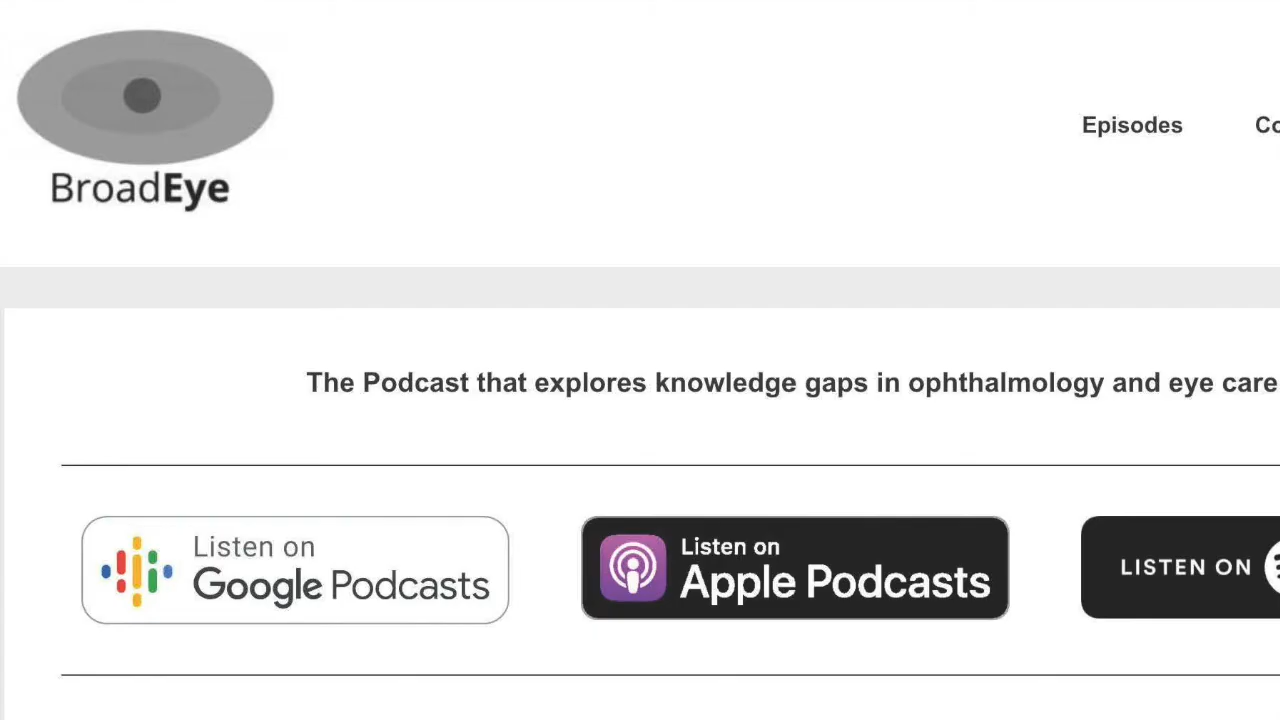 BroadEye
Episodes
The Podcast that explores knowledge gaps in ophthalmology and eye care
Listen on
Google Podcasts
Listen on
Apple Podcasts
LISTEN ON